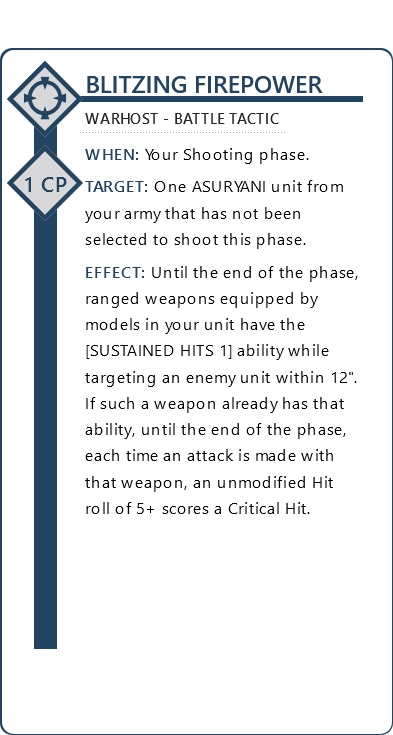 BLITZING FIREPOWER
WARHOST - BATTLE TACTIC
1 CP
WHEN: Your Shooting phase.
TARGET: One ASURYANI unit from
your army that has not been
selected to shoot this phase.
EFFECT: Until the end of the phase,
ranged weapons equipped by
models in your unit have the
[SUSTAINED HITS 1] ability while
targeting an enemy unit within 12".
If such a weapon already has that
ability, until the end of the phase,
each time an attack is made with
that weapon, an unmodified Hit
roll of 5+ scores a Critical Hit.